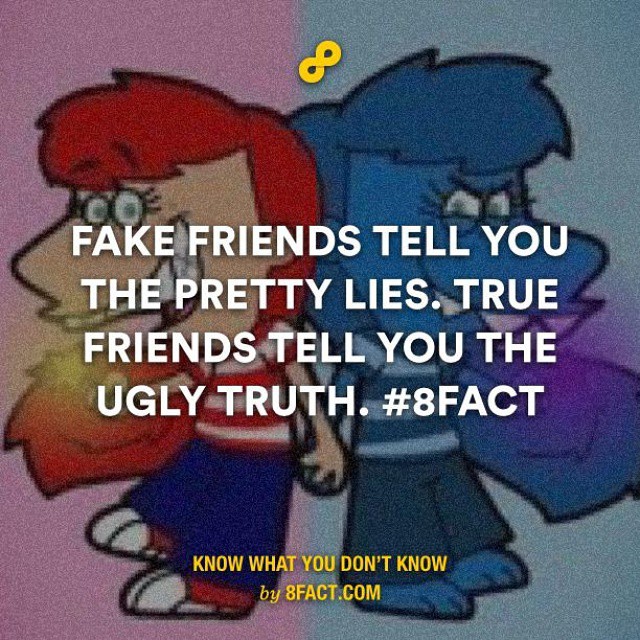 FAKE FRIENDS TELL YOU
THE PRETTY LIES. TRUE
FRIENDS TELL YOU THE
UGLY TRUTH. #8FACT
KNOW WHAT YOU DON'T KNOW
by 8FACT.COM